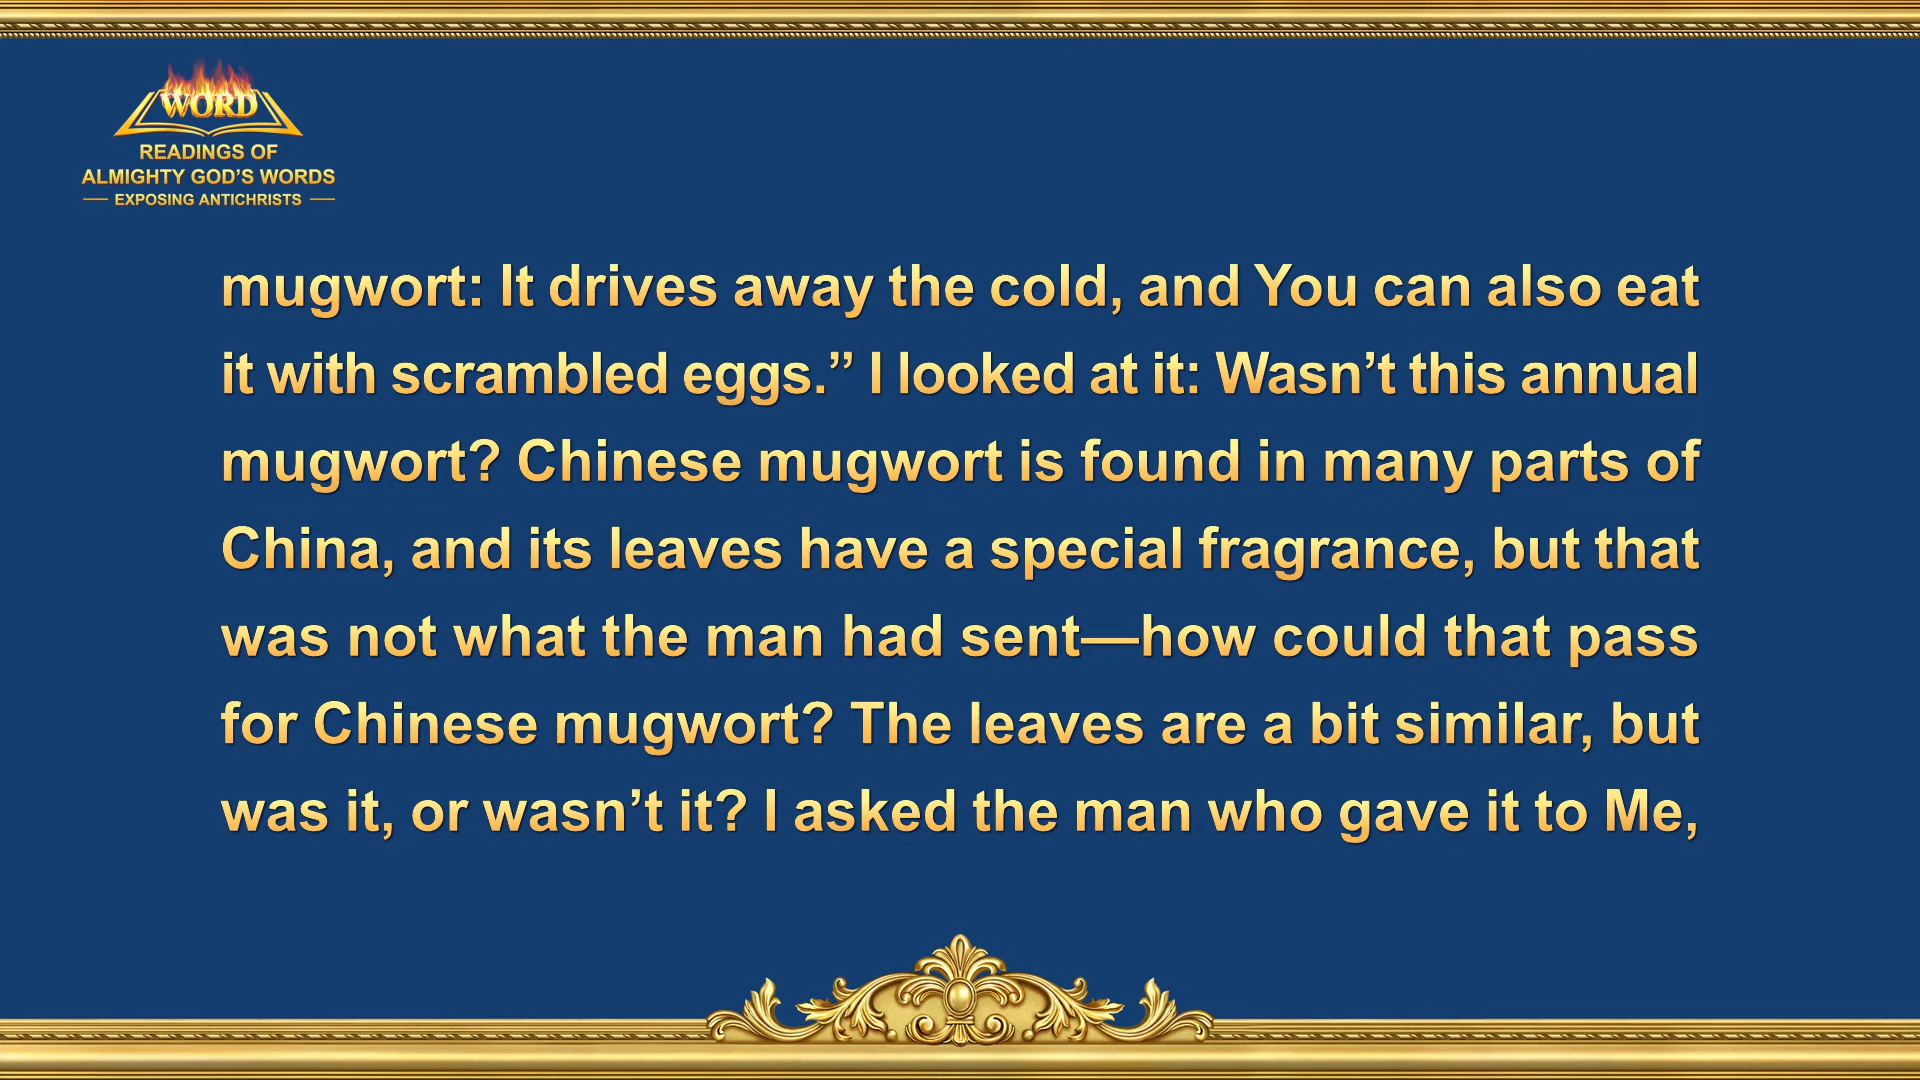 WORD
READINGS OF
ALMIGHTY GOD’S WORDS
EXPOSING ANTICHRISTS
mugwort: It drives away the cold, and You can also eat
it with scrambled eggs.” I looked at it: Wasn’t this annual
mugwort? Chinese mugwort is found in many parts of
China, and its leaves have a special fragrance, but that
was not what the man had sent—how could that pass
for Chinese mugwort? The leaves are a bit similar, but
was it, or wasn’t it? I asked the man who gave it to Me,